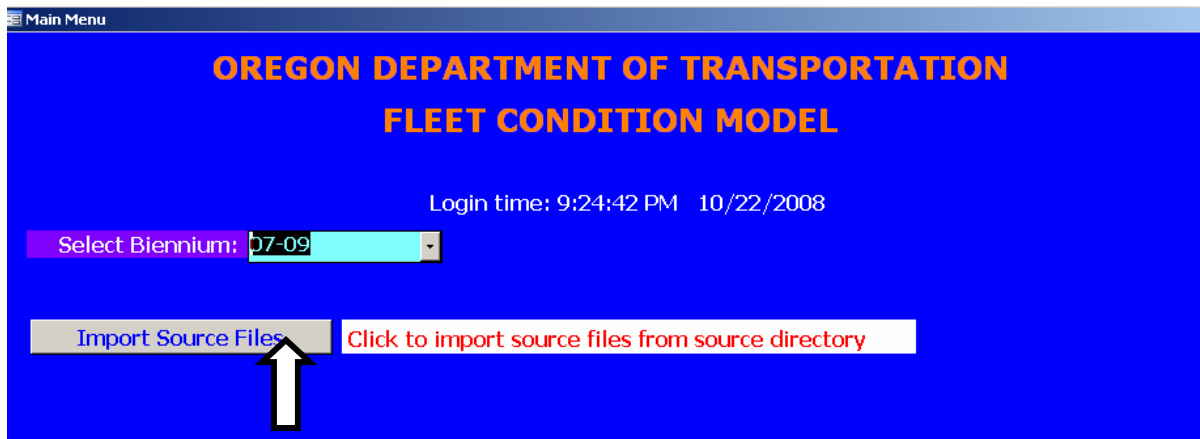 Main Menu
OREGON DEPARTMENT OF TRANSPORTATION
FLEET CONDITION MODEL
Login time: 9:24:42 PM 10/22/2008
Select Biennium: 07-09
Import Source Files Click to import source files from source directory